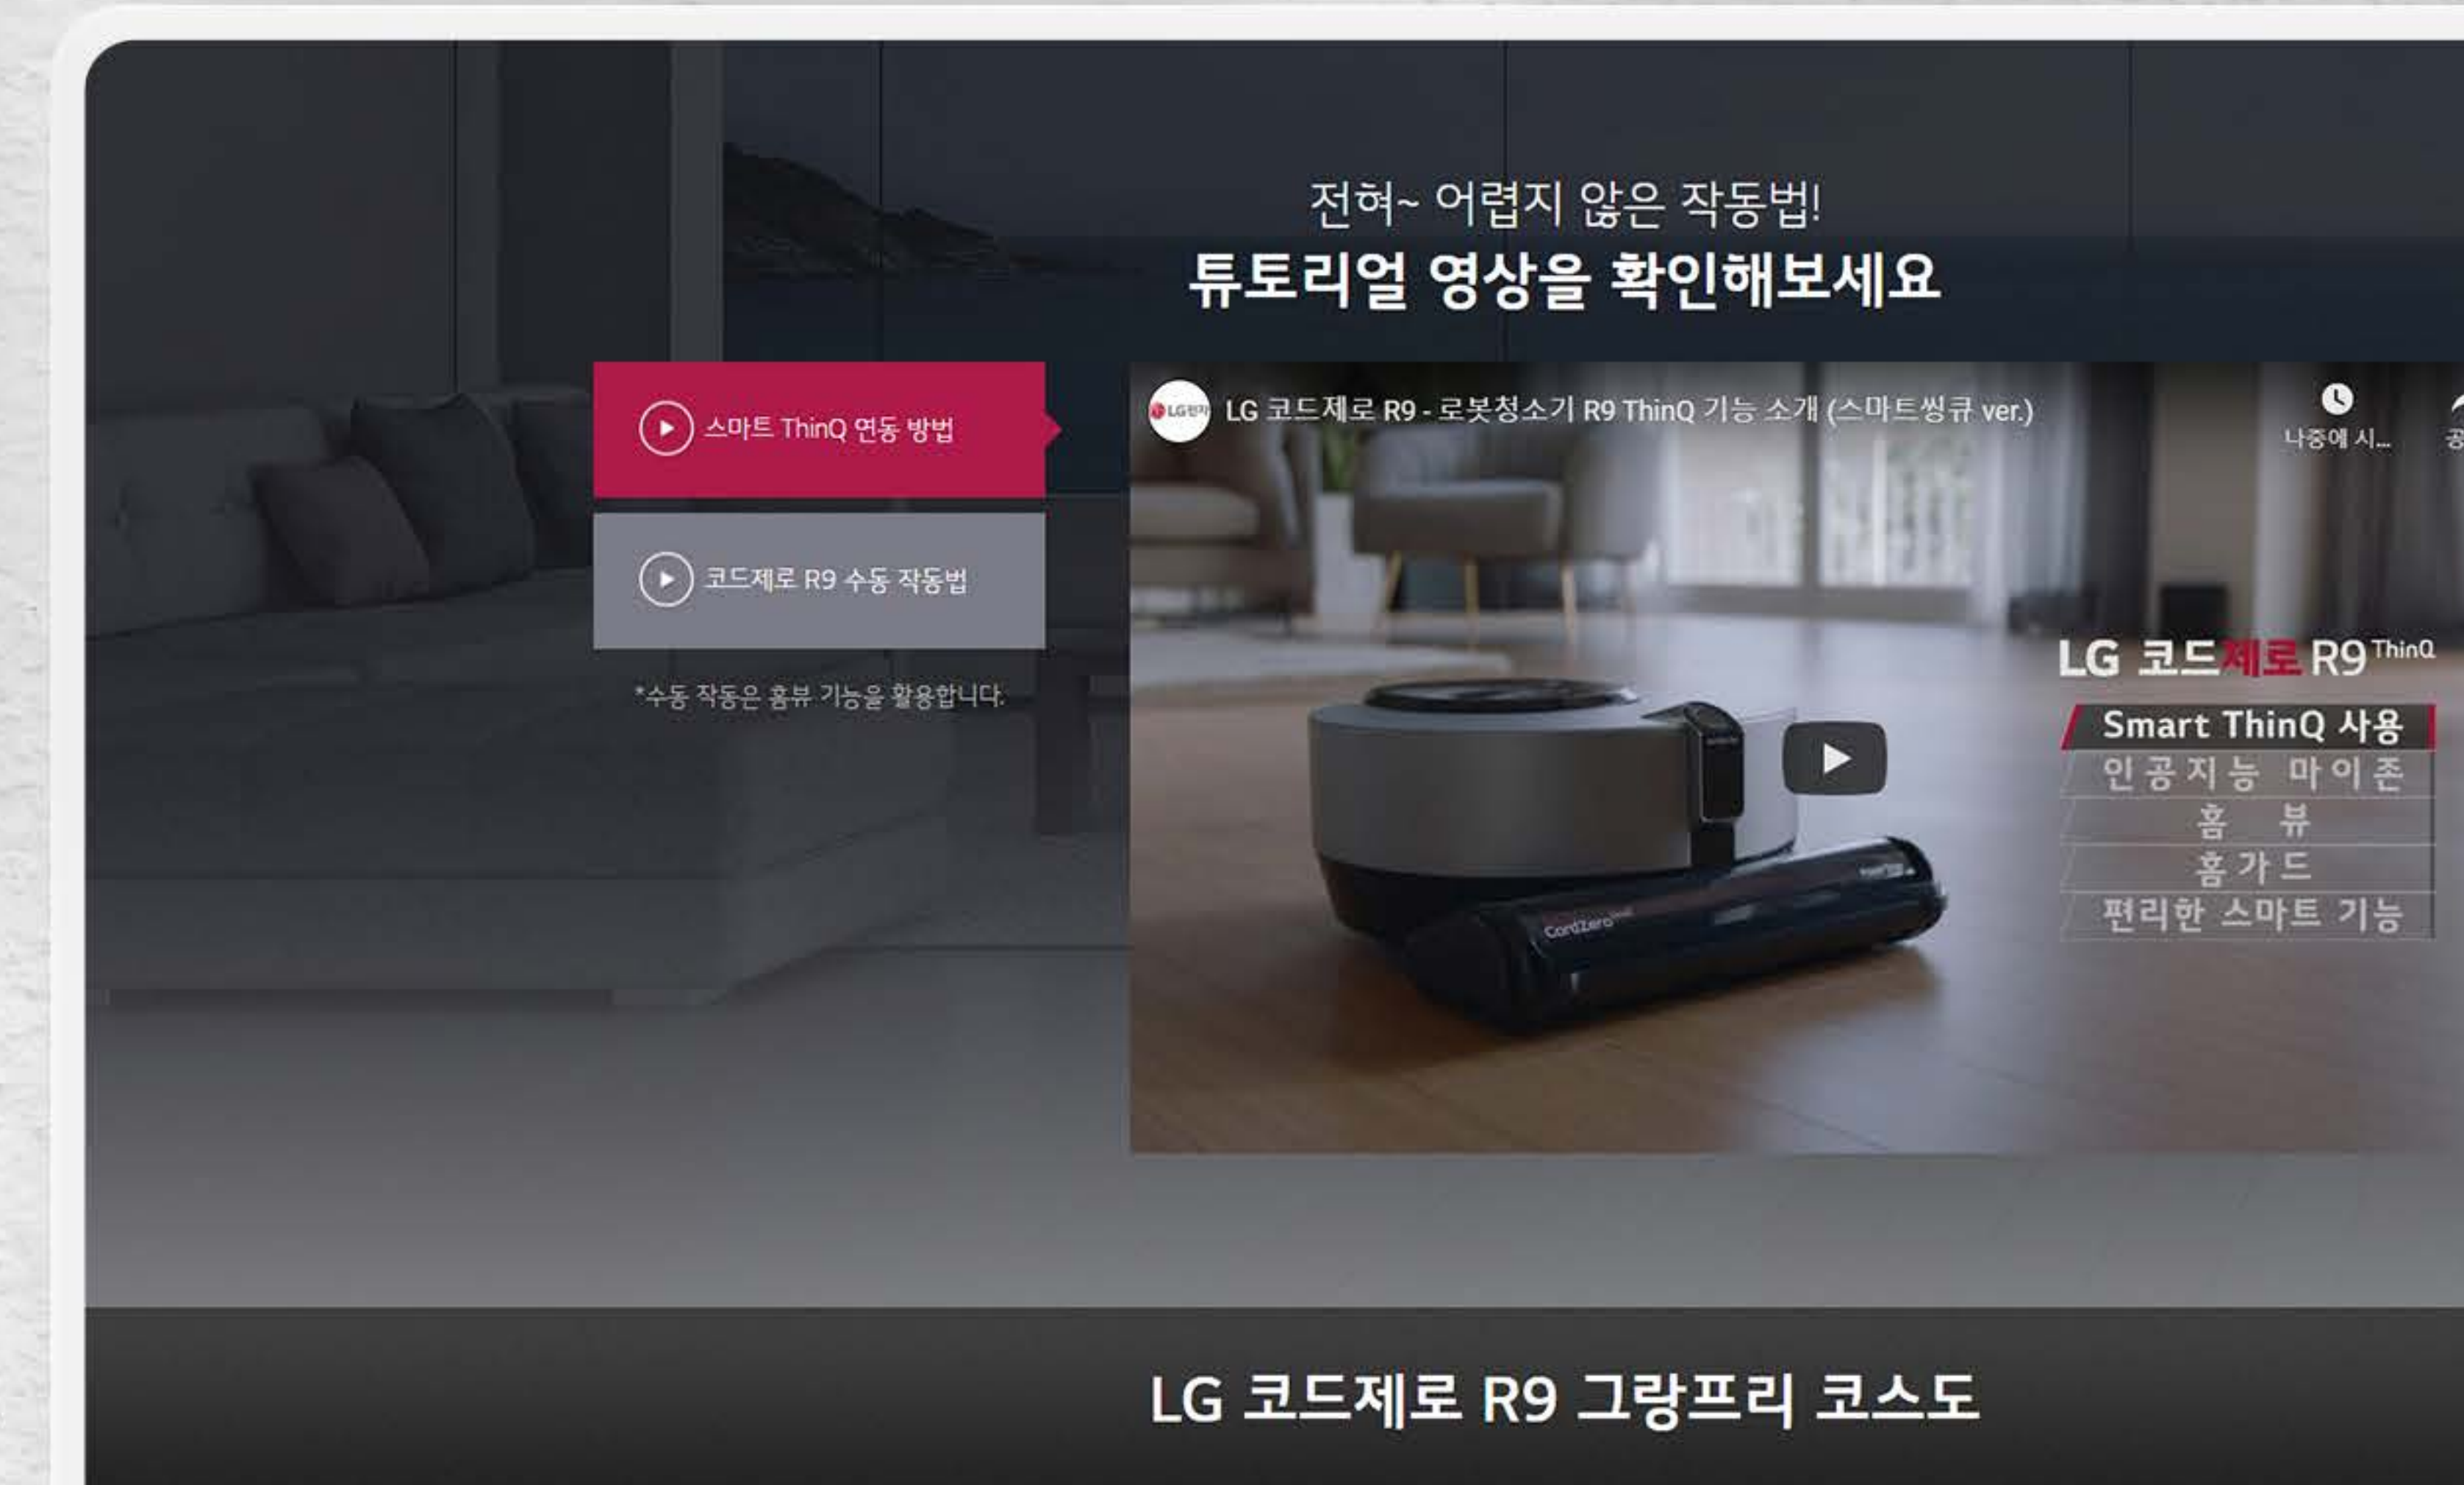 전혀~ 어렵지 않은 작동법!
튜토리얼 영상을 확인해보세요
스마트 ThinQ 연동 방법
코드제로 R9 수동 작동법
*수동 작동은 홈뷰 기능을 활용합니다.
LG전자
LG 코드제로 R9 - 로봇청소기 R9 ThinQ 기능 소개 (스마트씽큐 ver.)
나중에 시...
공
LG 코드제로 R9 ThinQ
Smart ThinQ 사용
인공지능 마이존
홈 뷰
홈가드
편리한 스마트 기능
CordZero
LG 코드제로 R9 그랑프리 코스도